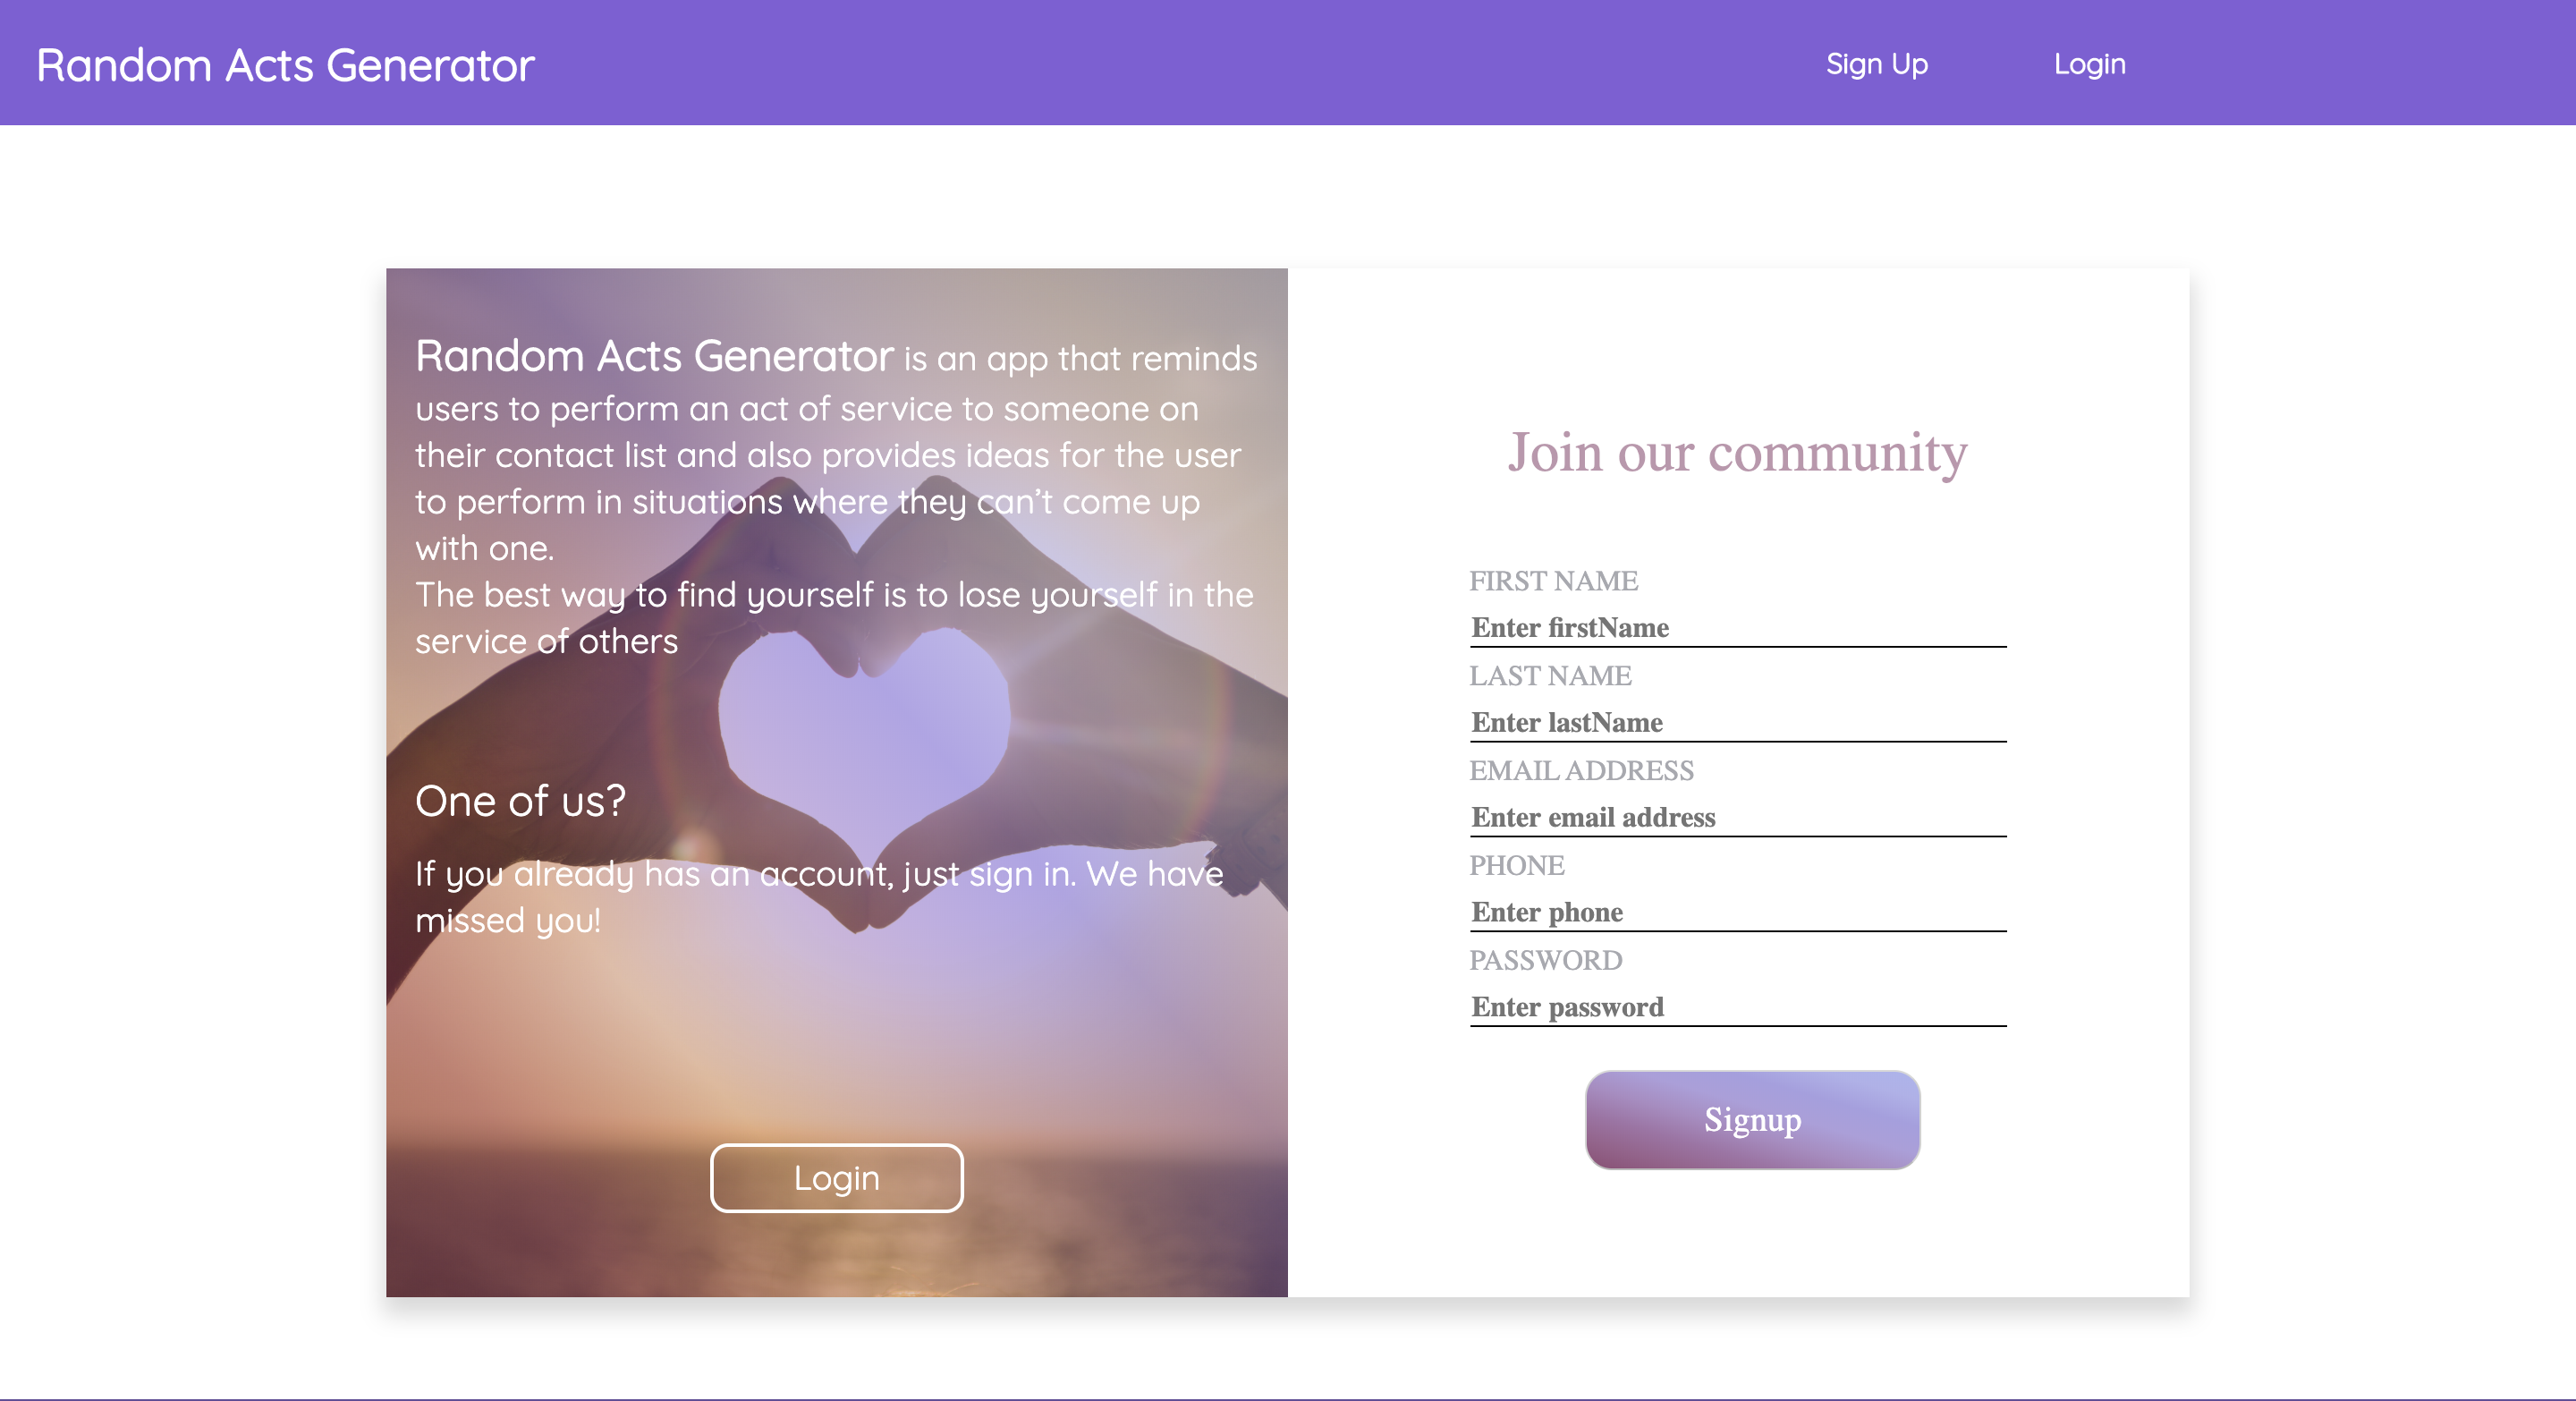 Random Acts Generator
Sign Up
Login
Random Acts Generator is an app that reminds
users to perform an act of service to someone on
their contact list and also provides ideas for the user
to perform in situations where they can’t come up
with one.
The best way to find yourself is to lose yourself in the
service of others
One of us?
If you already has an account, just sign in. We have
missed you!
Login
Join our community
FIRST NAME
Enter firstName
LAST NAME
Enter lastName
EMAIL ADDRESS
Enter email address
PHONE
Enter phone
PASSWORD
Enter password
Signup